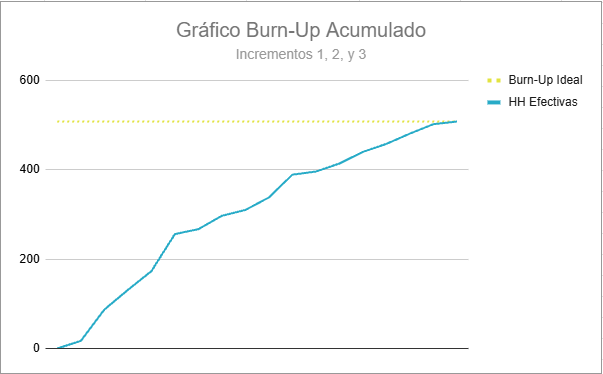 Gráfico Burn-Up Acumulado
Incrementos 1, 2, y 3
Burn-Up Ideal
HH Efectivas
600
400
200
0